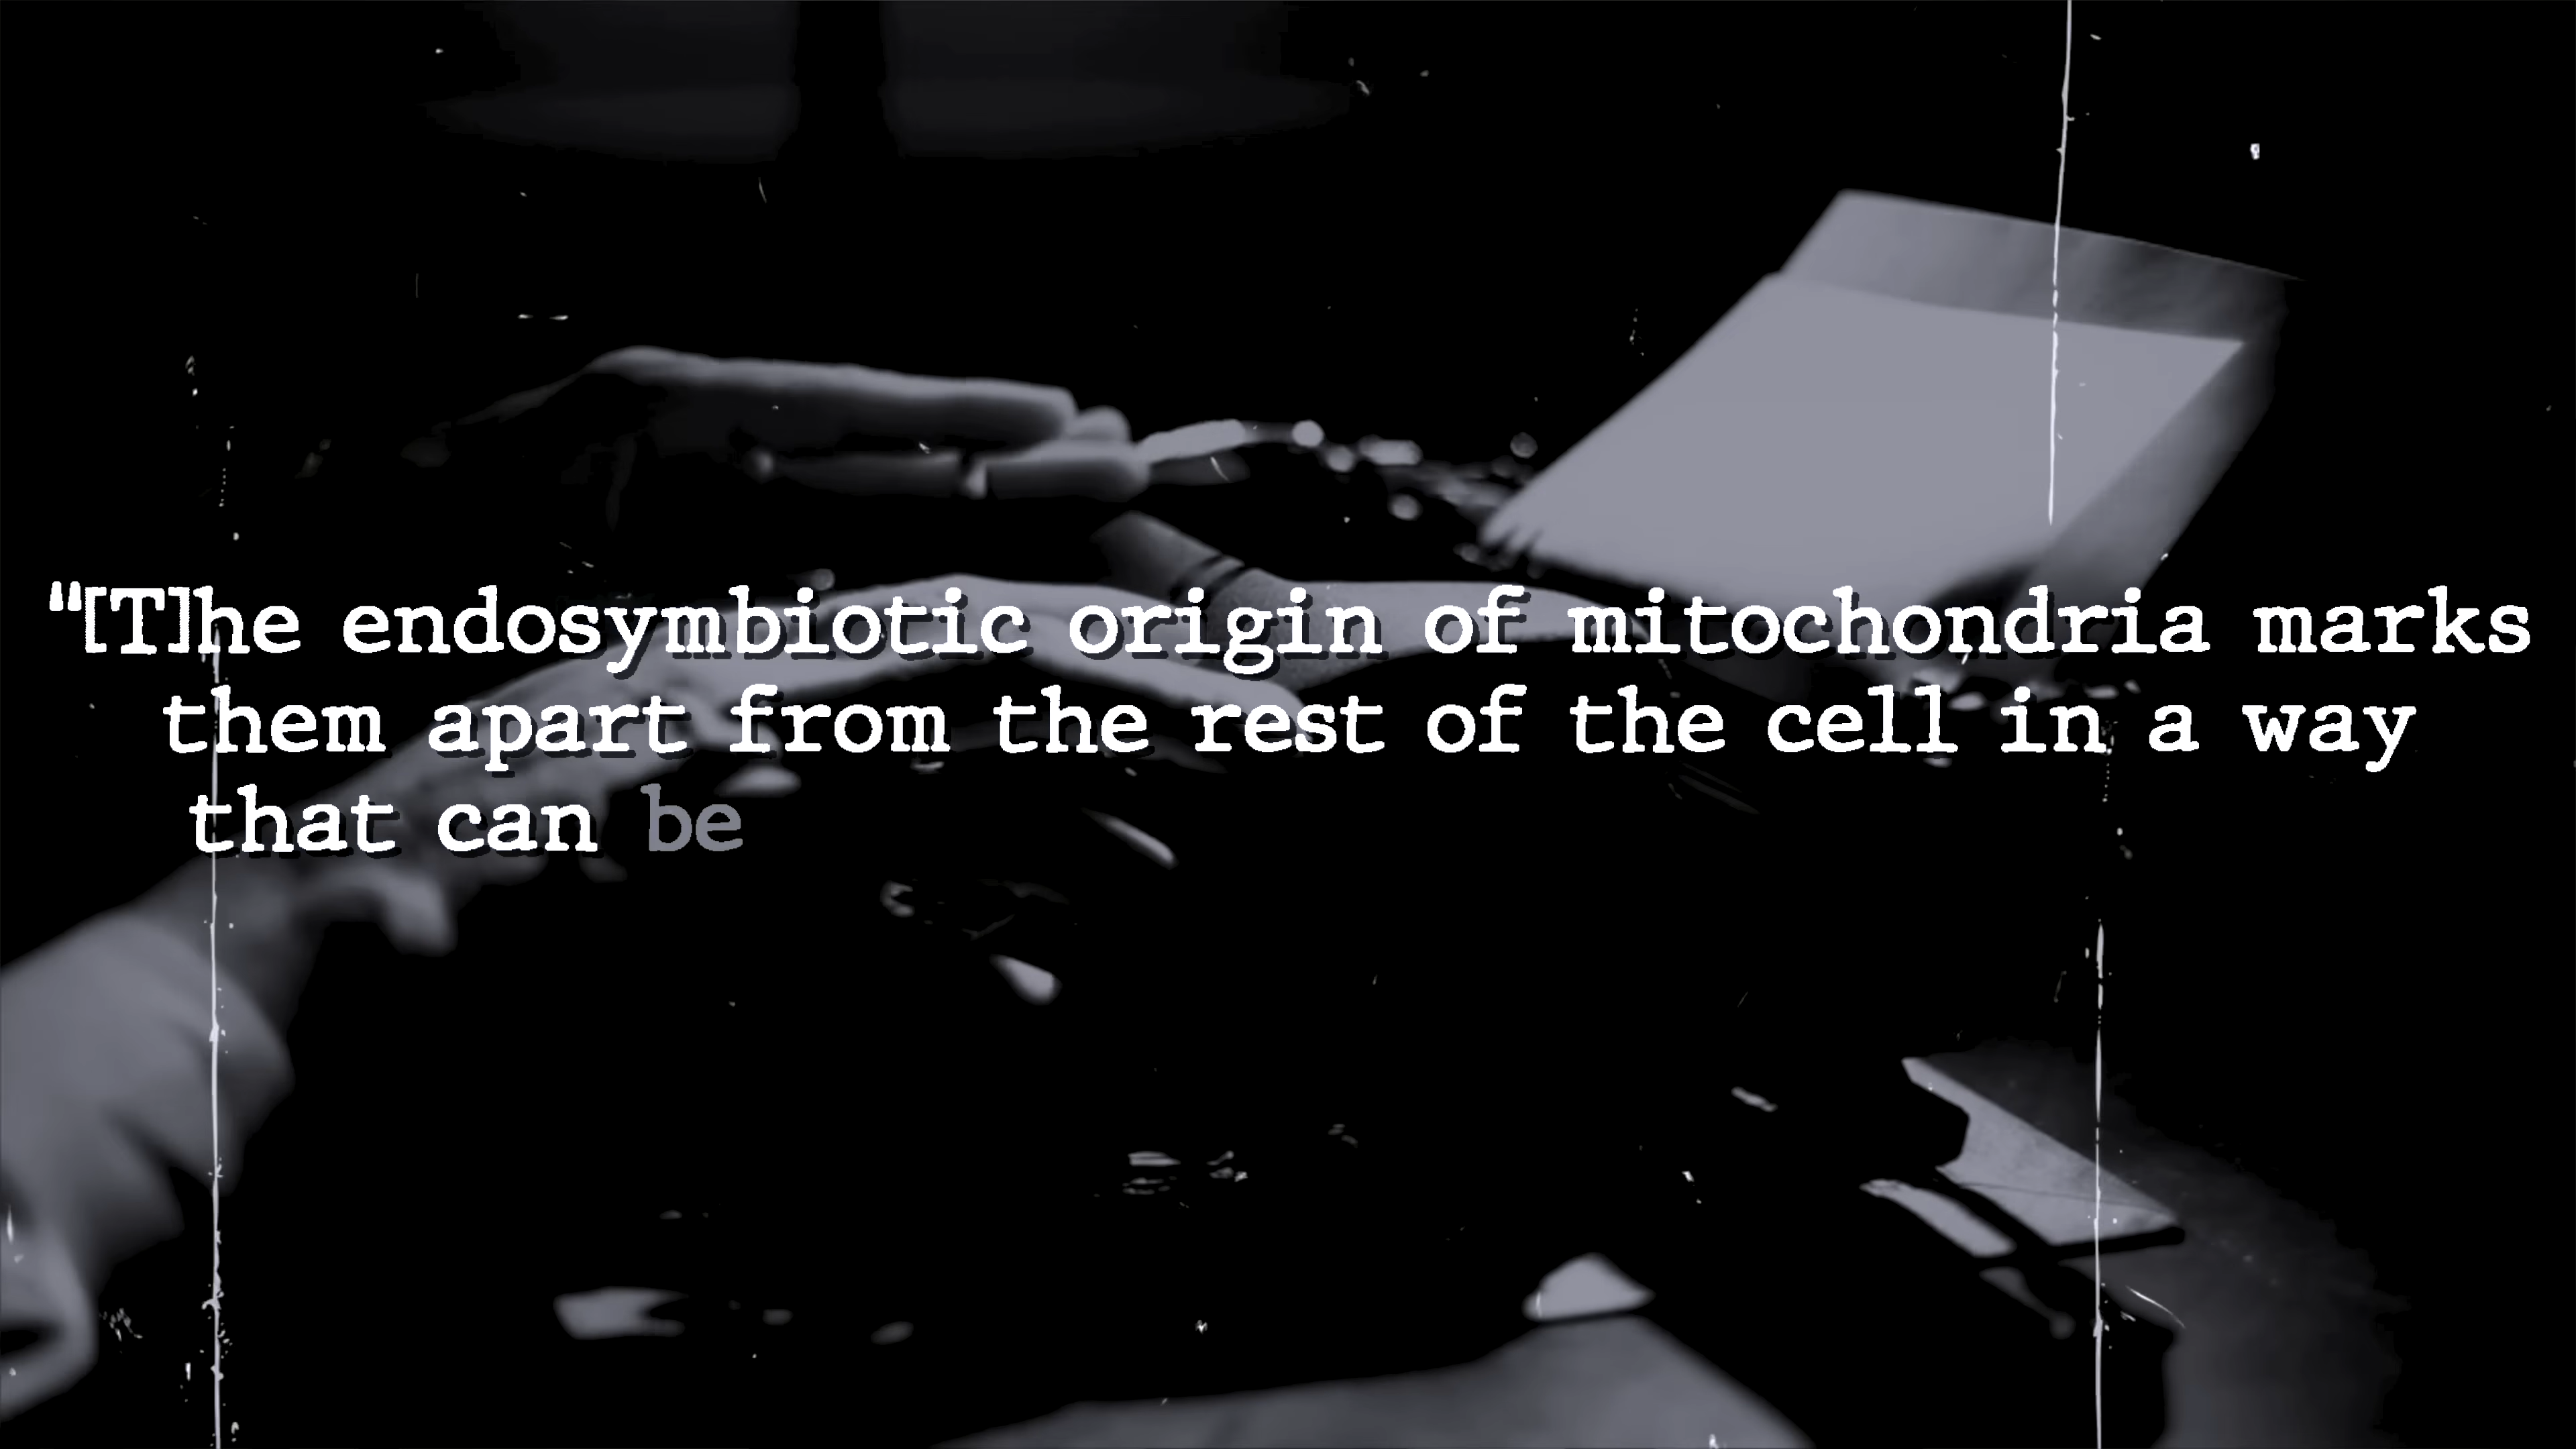 “[T]he endosymbiotic origin of mitochondria marks
them apart from the rest of the cell in a way
that can be